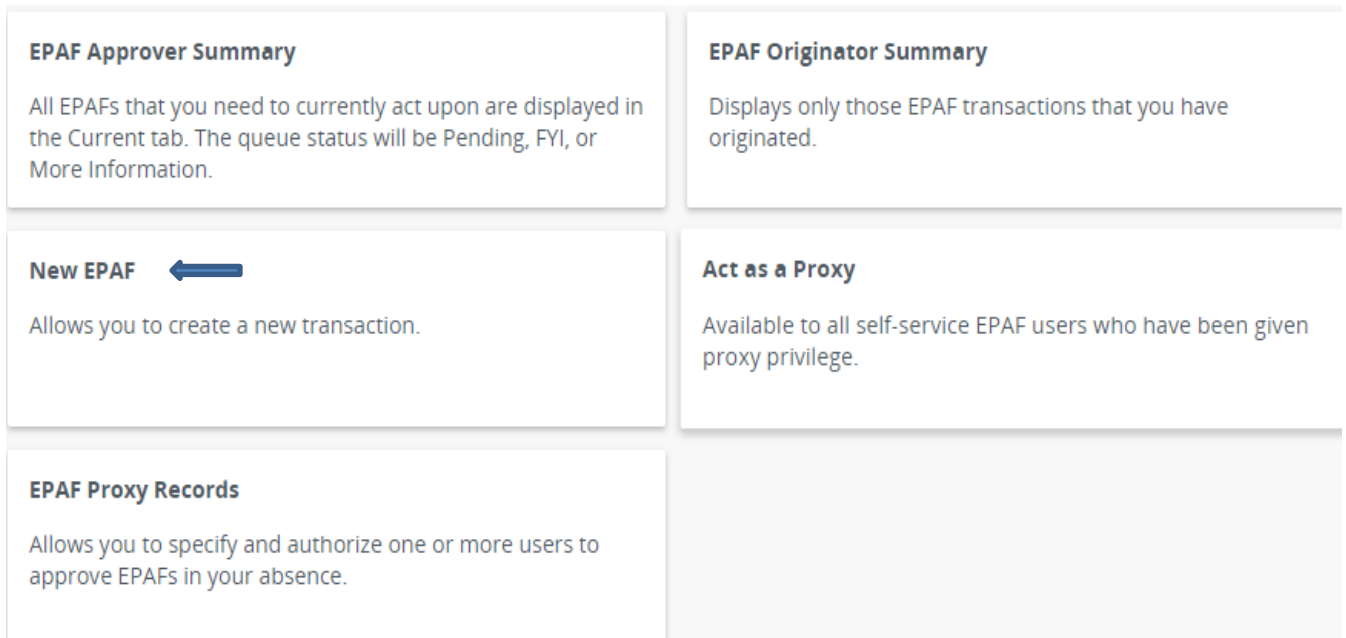 EPAF Approver Summary
All EPAFs that you need to currently act upon are displayed in
the Current tab. The queue status will be Pending, FYI, or
More Information.
EPAF Originator Summary
Displays only those EPAF transactions that you have
originated.
New EPAF
Allows you to create a new transaction.
Act as a Proxy
Available to all self-service EPAF users who have been given
proxy privilege.
EPAF Proxy Records
Allows you to specify and authorize one or more users to
approve EPAFs in your absence.